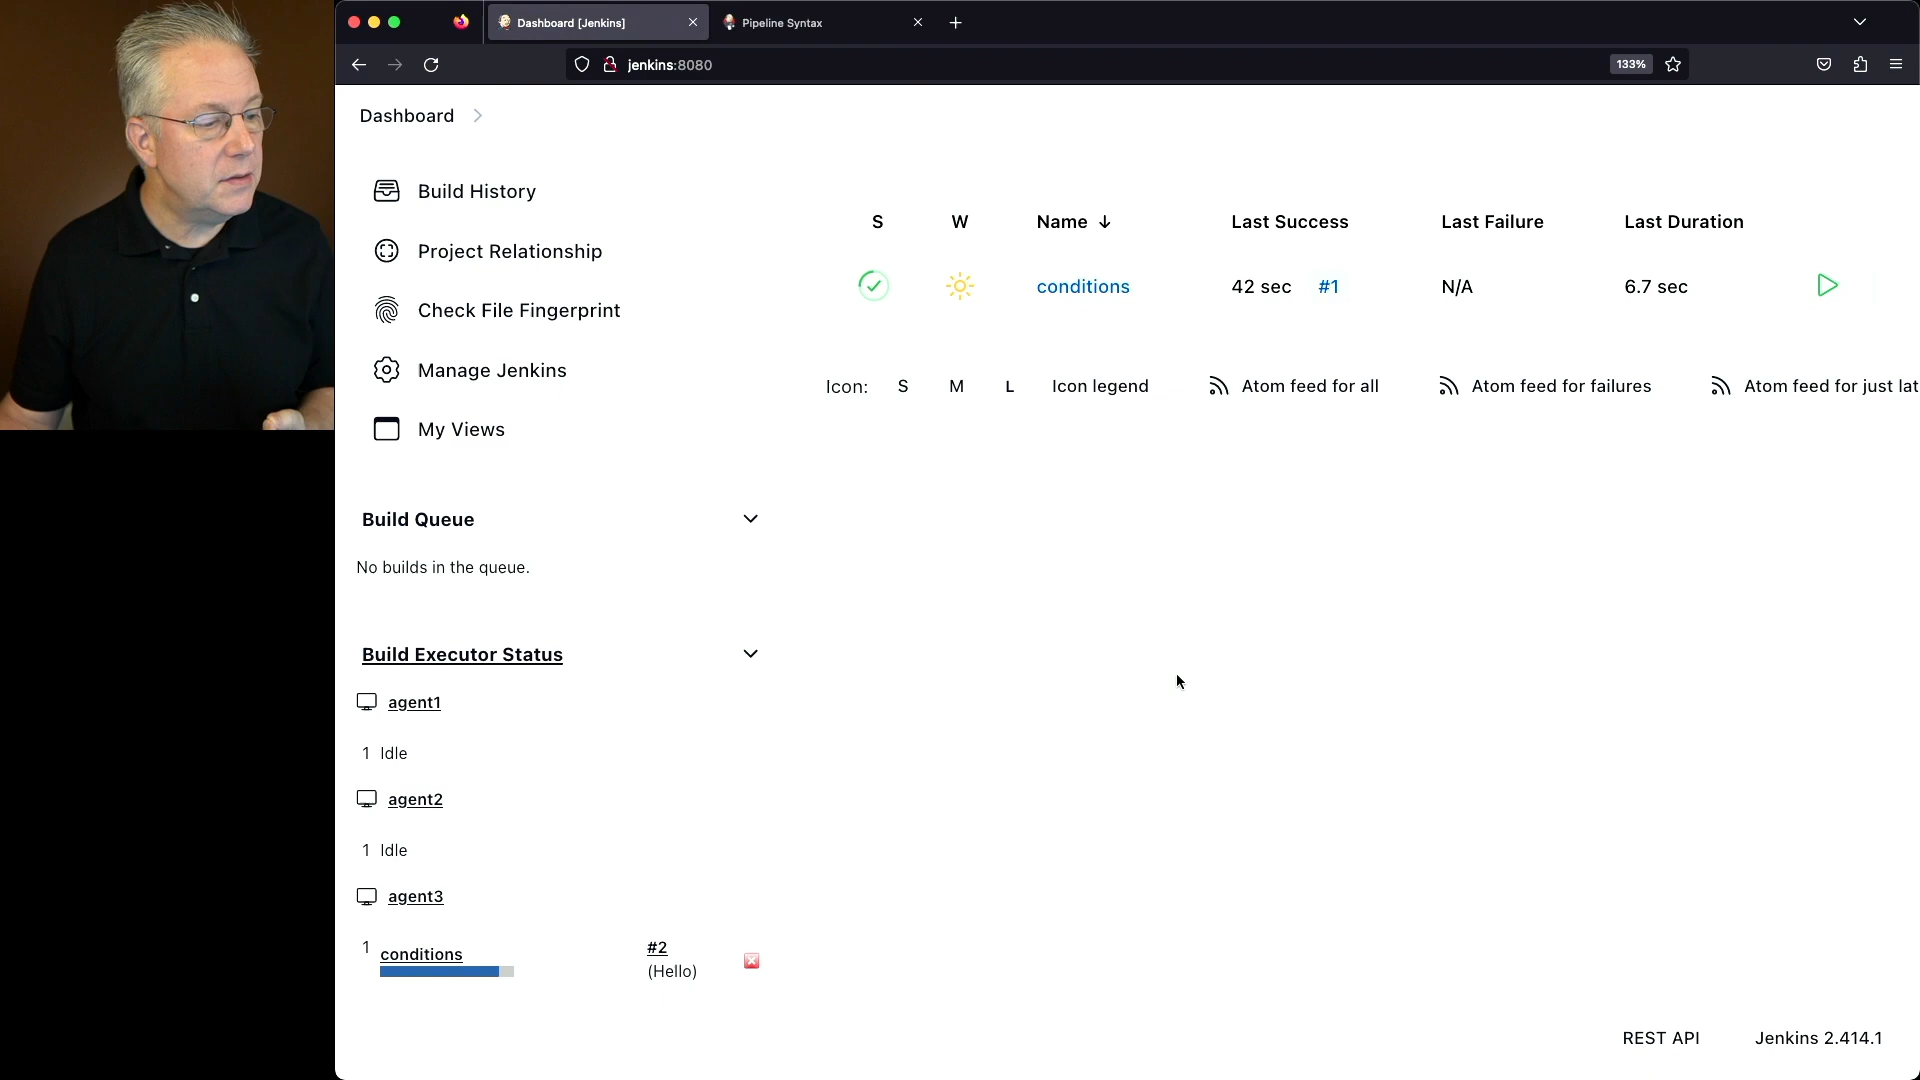 Dashboard [Jenkins]
Pipeline Syntax
jenkins:8080
133%
Dashboard
Build History
Project Relationship
Check File Fingerprint
Manage Jenkins
My Views
S W Name ↓ Last Success Last Failure Last Duration
conditions 42 sec #1 N/A 6.7 sec
Icon: S M L Icon legend Atom feed for all Atom feed for failures Atom feed for just lat
Build Queue
No builds in the queue.
Build Executor Status
agent1
1 Idle
agent2
1 Idle
agent3
1 conditions #2
(Hello)
REST API Jenkins 2.414.1